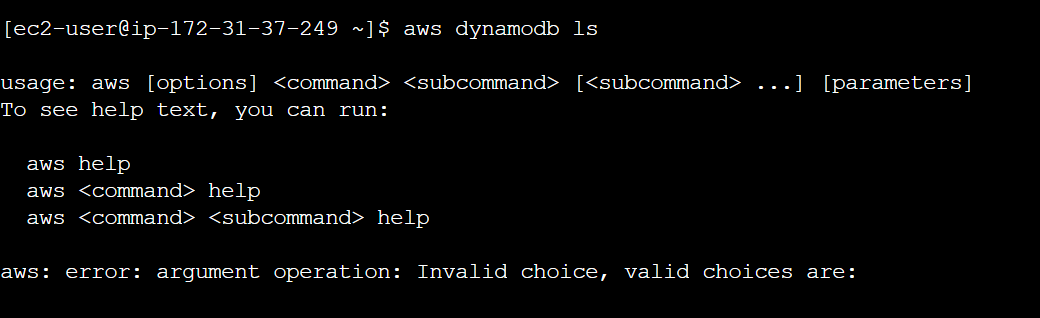 [ec2-user@ip-172-31-37-249 ~]$ aws dynamodb ls
usage: aws [options] <command> <subcommand> [<subcommand> ...] [parameters]
To see help text, you can run:
aws help
aws <command> help
aws <command> <subcommand> help
aws: error: argument operation: Invalid choice, valid choices are: